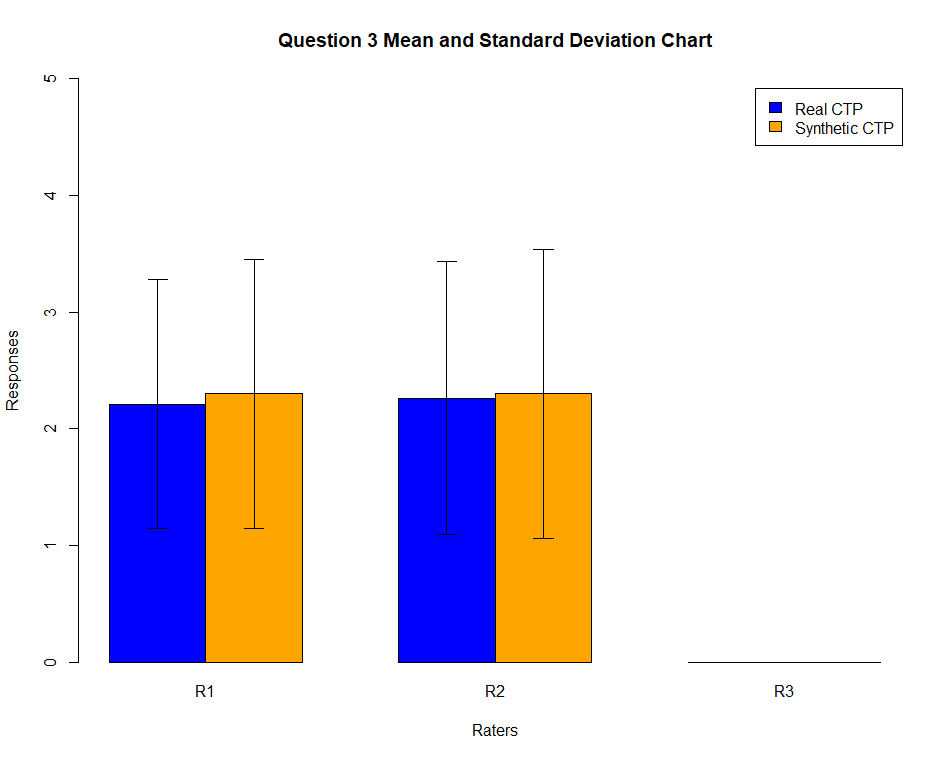 Question 3 Mean and Standard Deviation Chart
Real CTP
Synthetic CTP
5
4
3
2
1
0
Responses
R1 R2 R3
Raters